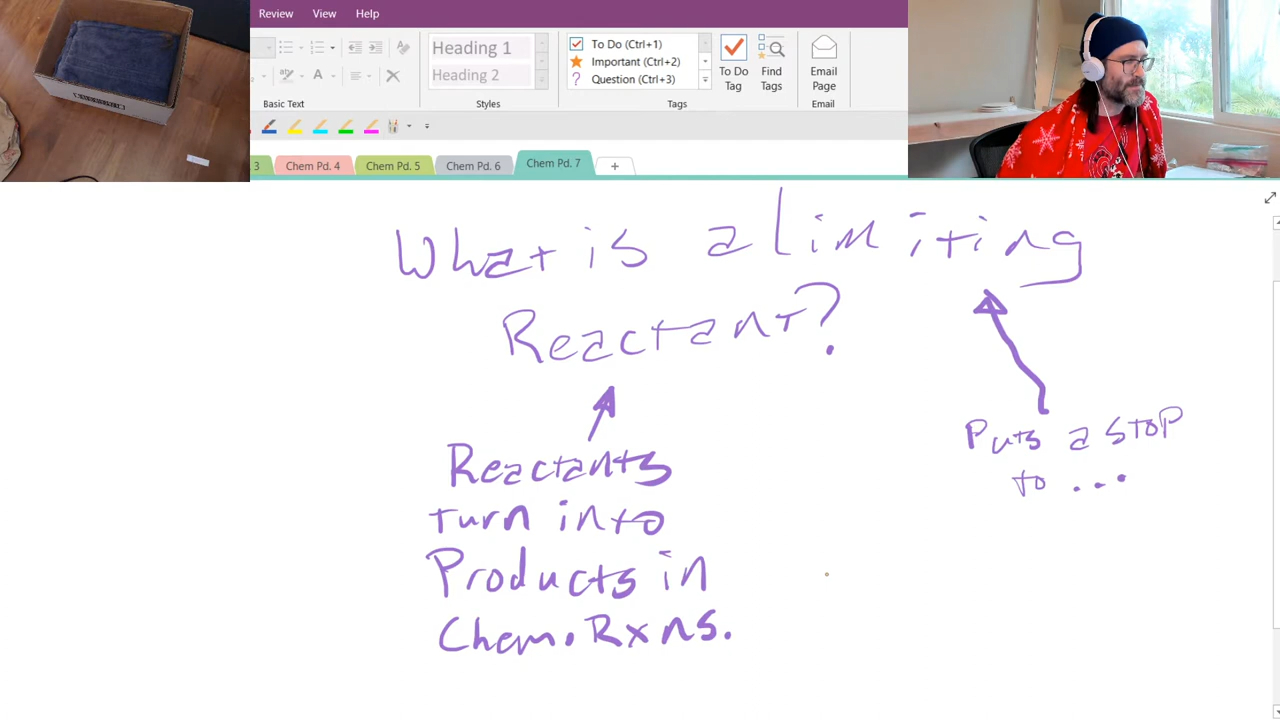 Review View Help
Heading 1
Heading 2
To Do (Ctrl+1)
Important (Ctrl+2)
Question (Ctrl+3)
To Do
Tag
Find
Tags
Email
Page
Basic Text
Styles
Tags
Email
3 Chem Pd. 4 Chem Pd. 5 Chem Pd. 6 Chem Pd. 7 +
What is a limiting
Reactant?
Reactants
turn into
Products in
Chem. Rxns.
Puts a stop
to ...